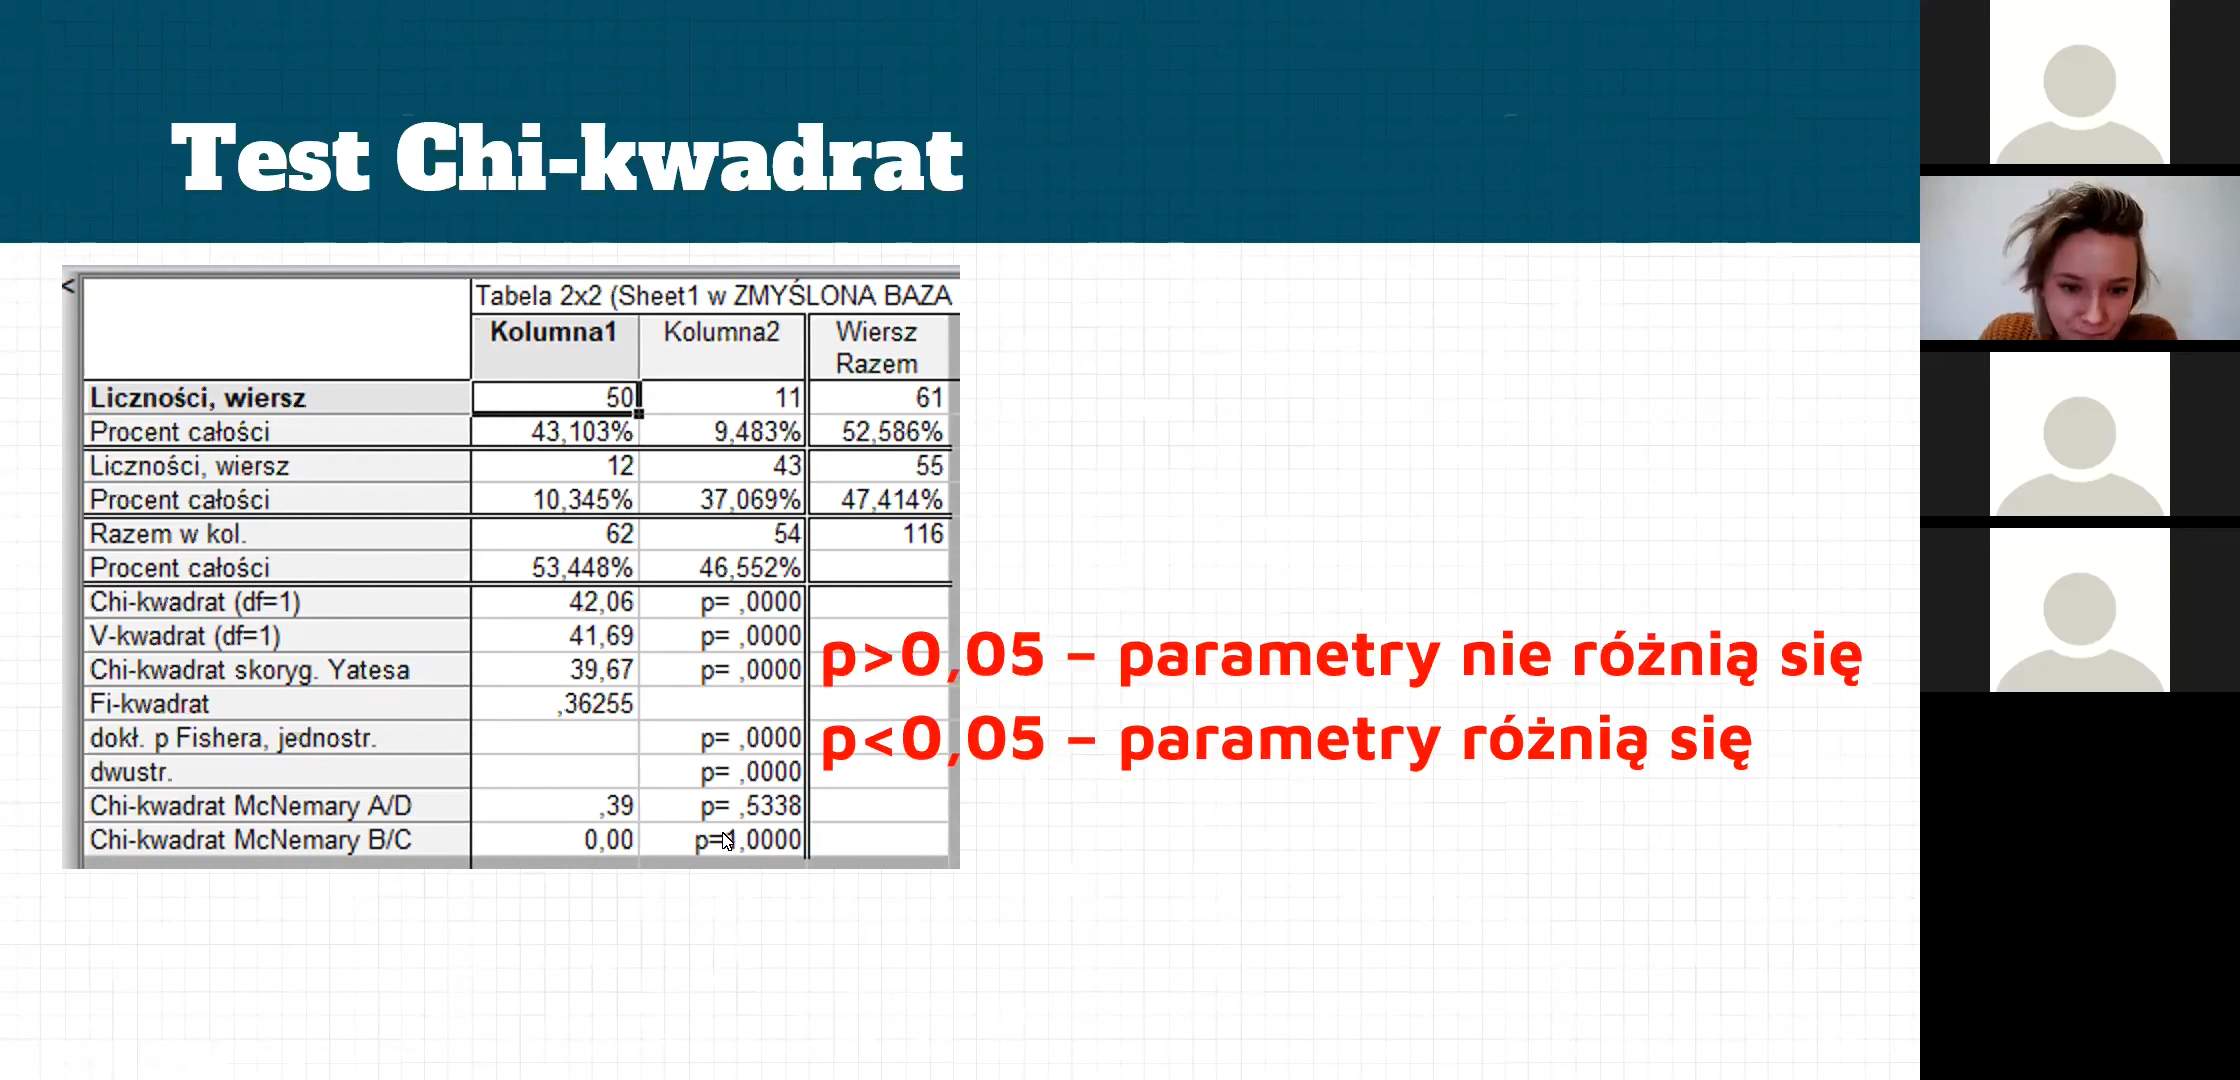 Test Chi-kwadrat
<
Tabela 2x2 (Sheet1 w ZMYŚLONA BAZA
Kolumna1 Kolumna2 Wiersz
Razem
Liczności, wiersz 50 11 61
Procent całości 43,103% 9,483% 52,586%
Liczności, wiersz 12 43 55
Procent całości 10,345% 37,069% 47,414%
Razem w kol. 62 54 116
Procent całości 53,448% 46,552%
Chi-kwadrat (df=1) 42,06 p= ,0000
V-kwadrat (df=1) 41,69 p= ,0000
Chi-kwadrat skoryg. Yatesa 39,67 p= ,0000
Fi-kwadrat ,36255
dokł. p Fishera, jednostr. p= ,0000
dwustr. p= ,0000
Chi-kwadrat McNemary A/D ,39 p= ,5338
Chi-kwadrat McNemary B/C 0,00 p=1,0000
p>0,05 – parametry nie różnią się
p<0,05 – parametry różnią się